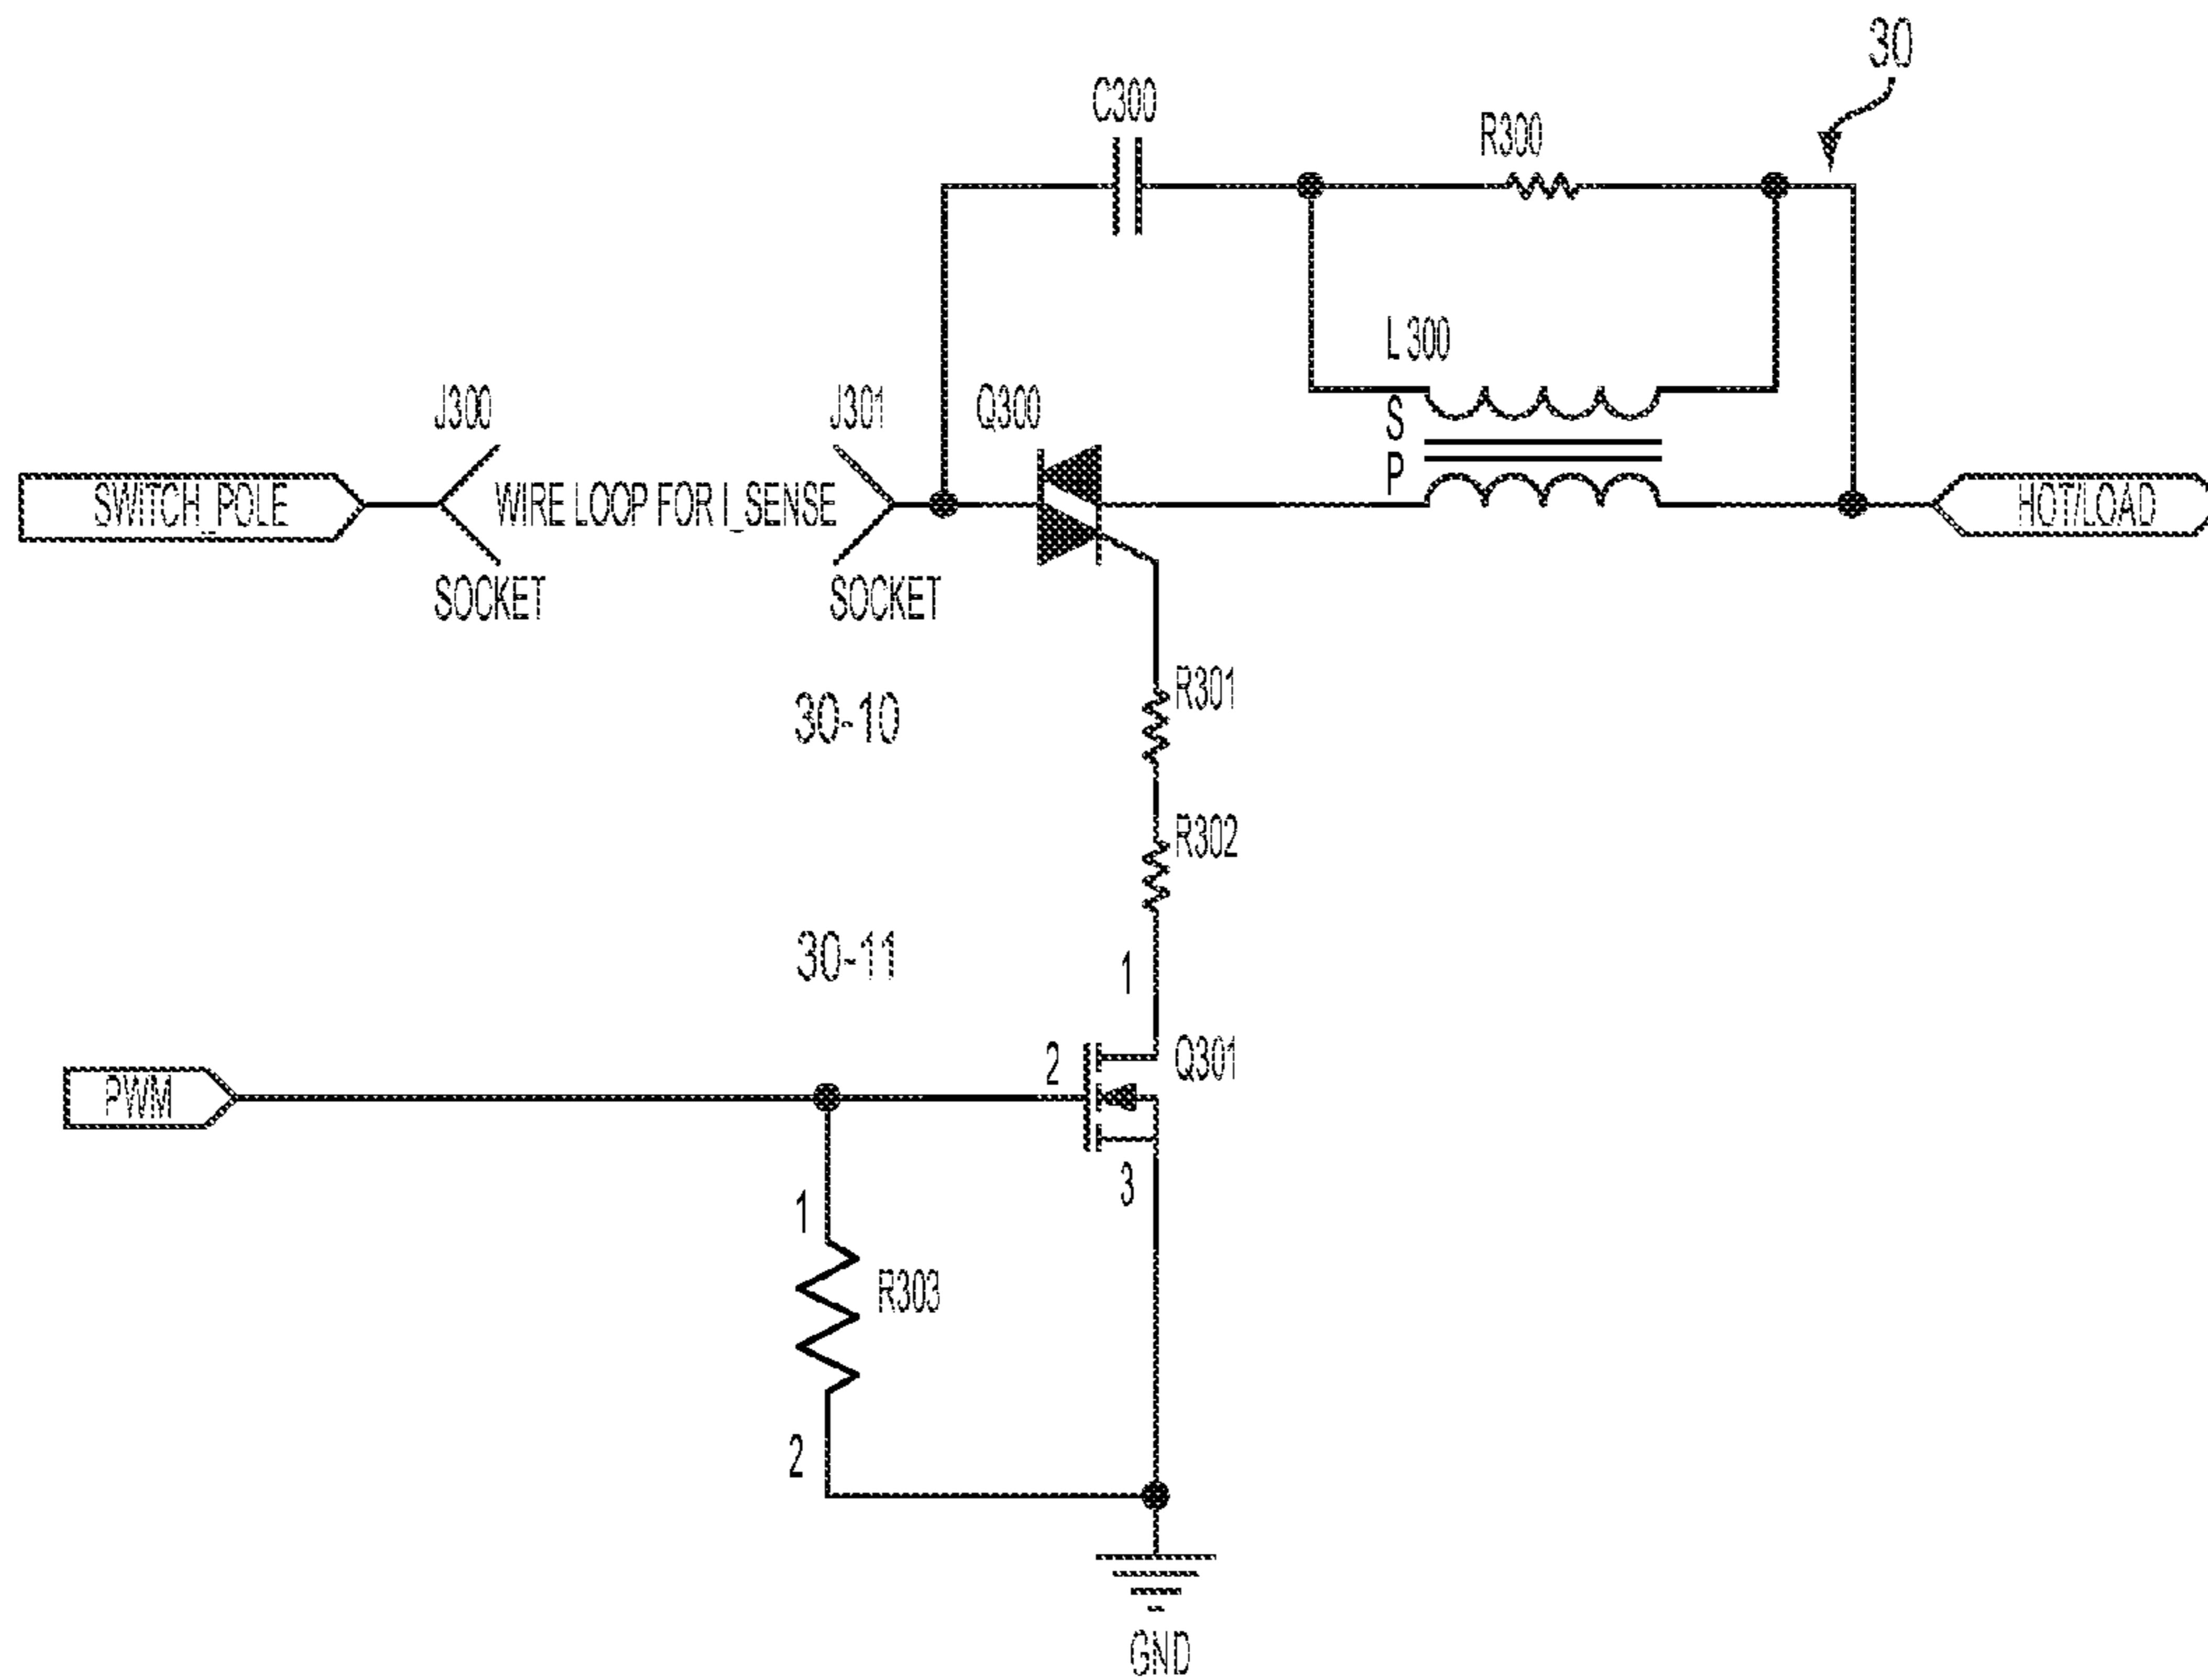 30
C300
R300
L300
J300
J301
Q300
S
P
SWITCH_POLE
WIRE LOOP FOR I_SENSE
HOT/LOAD
SOCKET
SOCKET
R301
30-10
R302
30-11
1
2
Q301
PWM
3
1
R303
2
GND